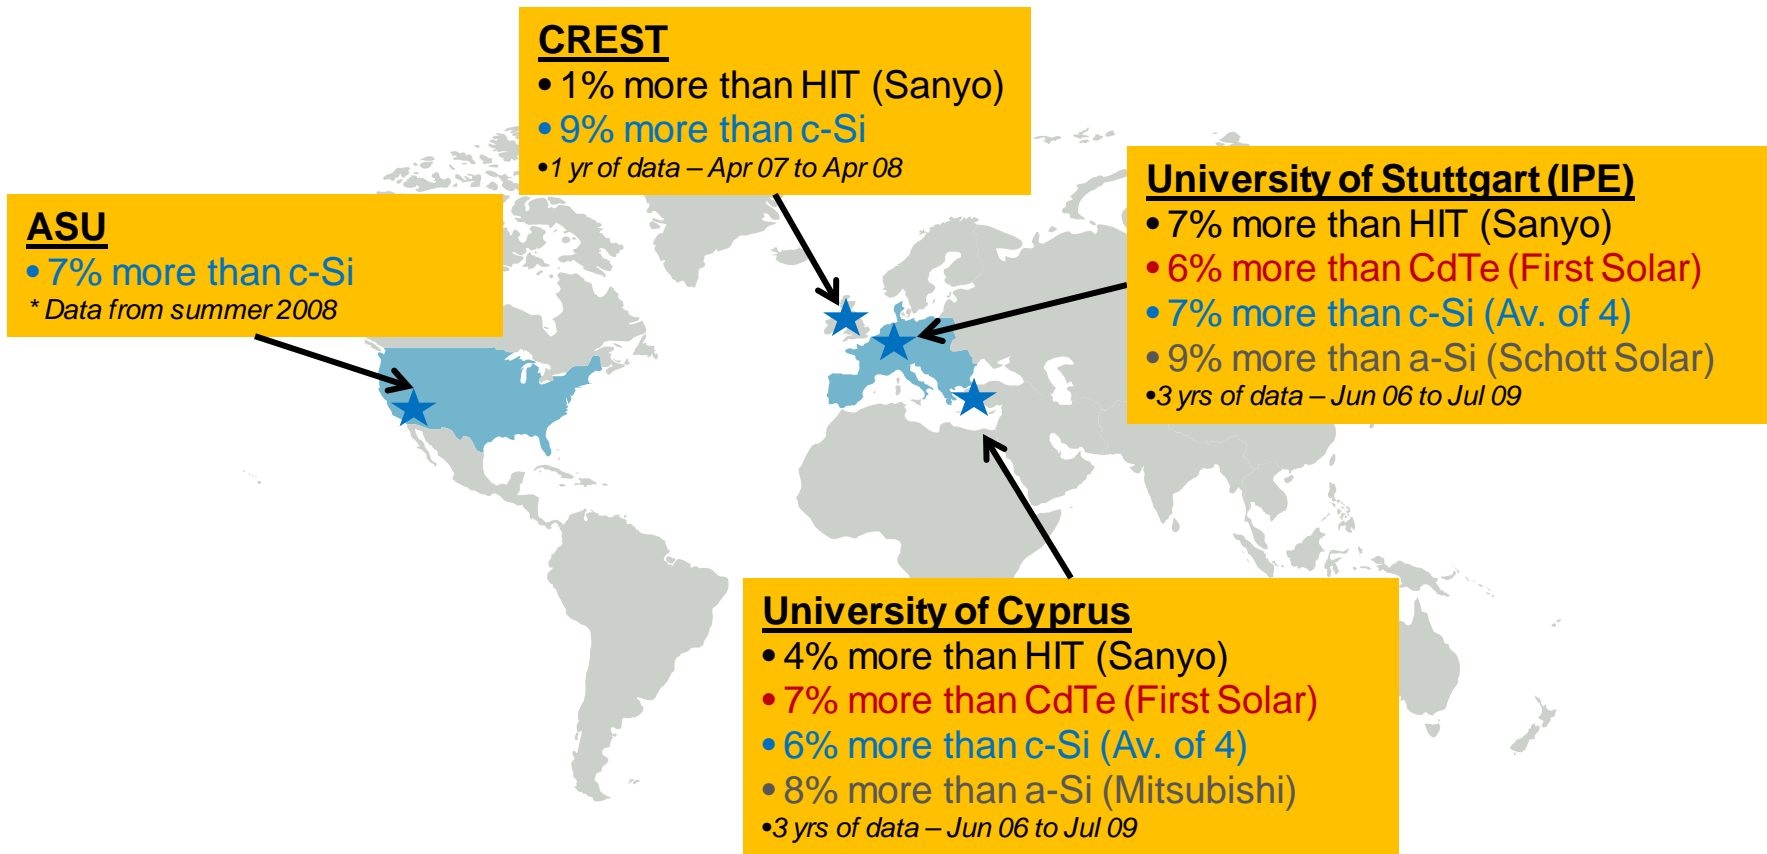 CREST
• 1% more than HIT (Sanyo)
• 9% more than c-Si
•1 yr of data – Apr 07 to Apr 08
University of Stuttgart (IPE)
• 7% more than HIT (Sanyo)
• 6% more than CdTe (First Solar)
• 7% more than c-Si (Av. of 4)
• 9% more than a-Si (Schott Solar)
•3 yrs of data – Jun 06 to Jul 09
ASU
• 7% more than c-Si
* Data from summer 2008
University of Cyprus
• 4% more than HIT (Sanyo)
• 7% more than CdTe (First Solar)
• 6% more than c-Si (Av. of 4)
• 8% more than a-Si (Mitsubishi)
•3 yrs of data – Jun 06 to Jul 09